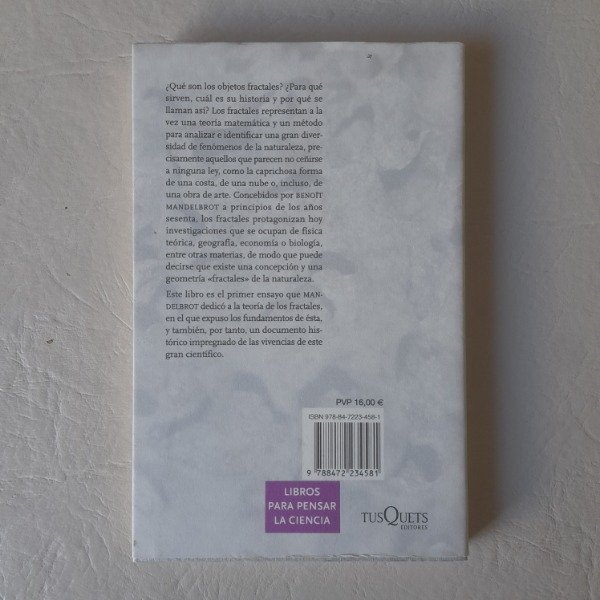 ¿Qué son los objetos fractales? ¿Para qué
sirven, cuál es su historia y por qué se
llaman así? Los fractales representan a la
vez una teoría matemática y un método
para analizar e identificar una gran diver-
sidad de fenómenos de la naturaleza, pre-
cisamente aquellos que parecen no ceñirse
a ninguna ley, como la caprichosa forma
de una costa, de una nube o, incluso, de
una obra de arte. Concebidos por BENOÎT
MANDELBROT a principios de los años
sesenta, los fractales protagonizan hoy
investigaciones que se ocupan de física
teórica, geografía, economía o biología,
entre otras materias, de modo que puede
decirse que existe una concepción y una
geometría «fractales» de la naturaleza.
Este libro es el primer ensayo que MAN-
DELBROT dedicó a la teoría de los fractales,
en el que expuso los fundamentos de ésta,
y también, por tanto, un documento his-
tórico impregnado de las vivencias de este
gran científico.
PVP 16,00 €
ISBN 978-84-7223-458-1
9 788472 234581
LIBROS
PARA PENSAR
LA CIENCIA
TUSQUETS
EDITORES